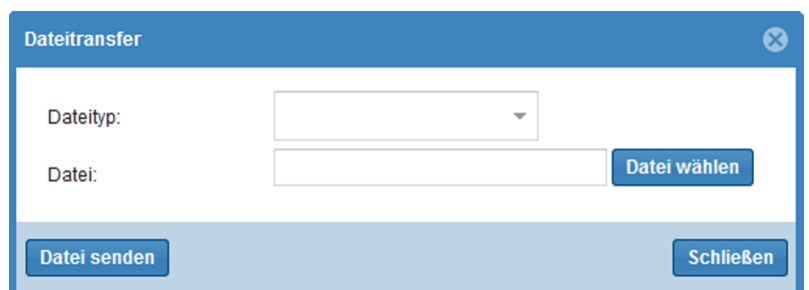 Dateitransfer
Dateityp:
Datei:
Datei wählen
Datei senden
Schließen